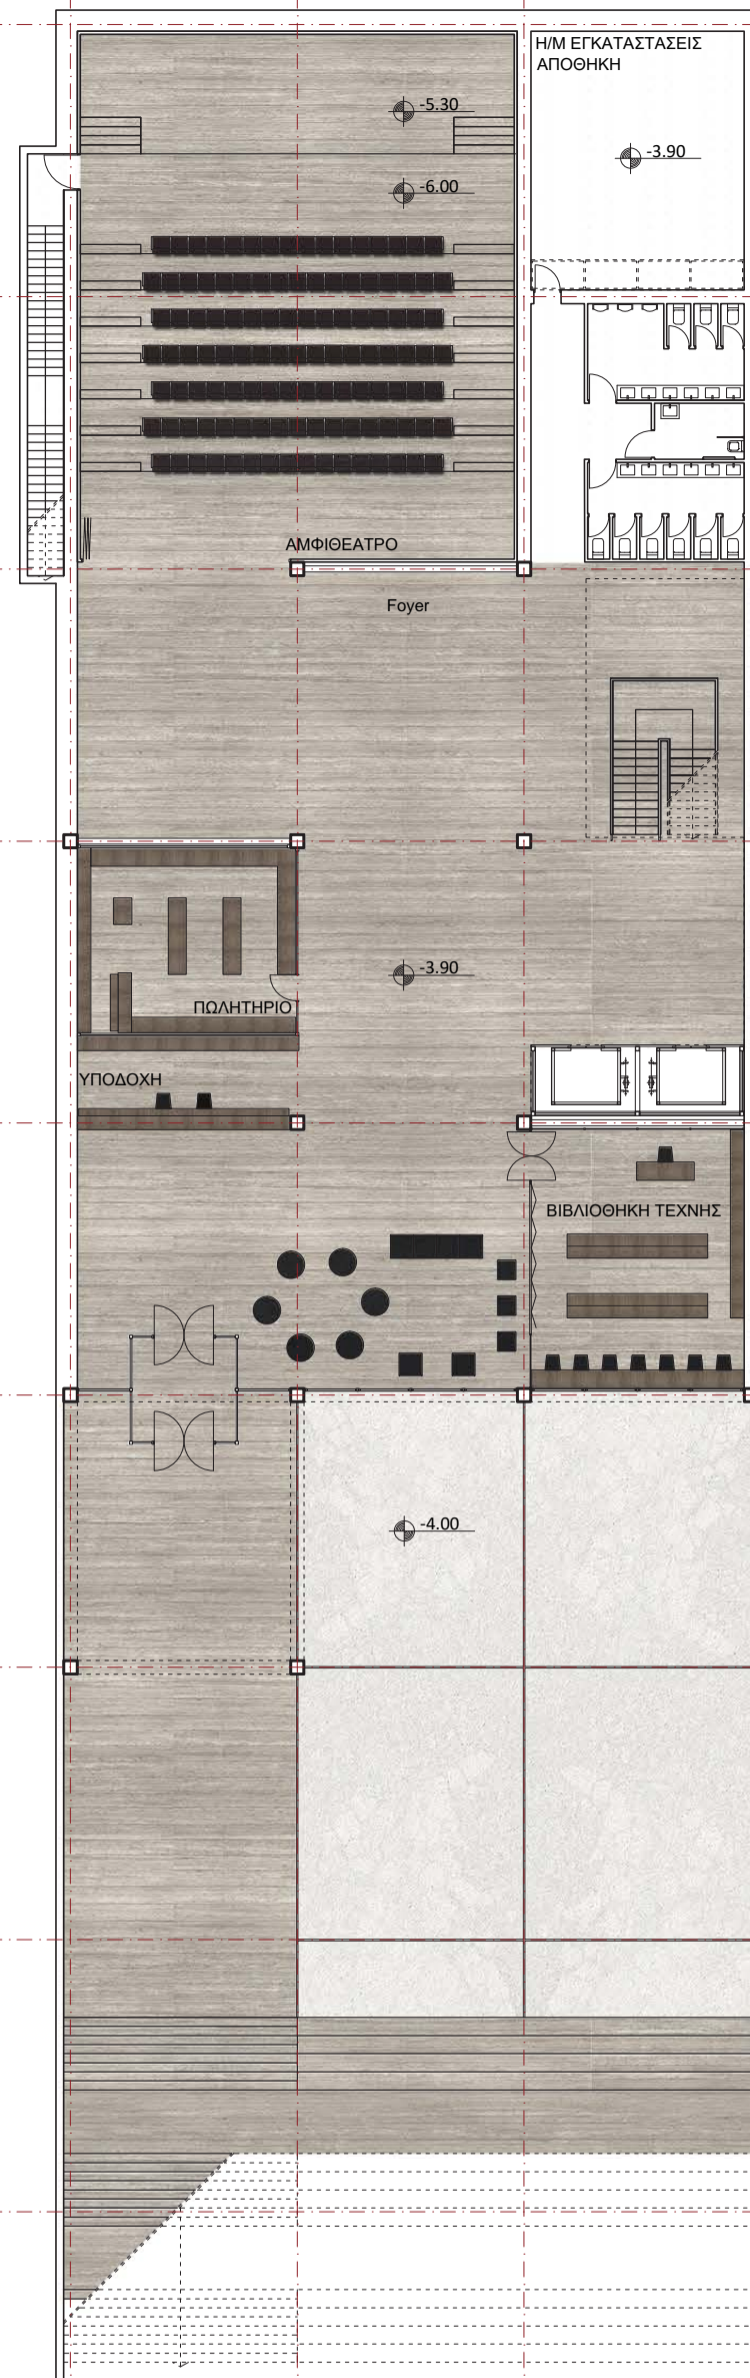 Η/Μ ΕΓΚΑΤΑΣΤΑΣΕΙΣ
ΑΠΟΘΗΚΗ
-5.30
-3.90
-6.00
ΑΜΦΙΘΕΑΤΡΟ
Foyer
-3.90
ΠΩΛΗΤΗΡΙΟ
ΥΠΟΔΟΧΗ
ΒΙΒΛΙΟΘΗΚΗ ΤΕΧΝΗΣ
-4.00